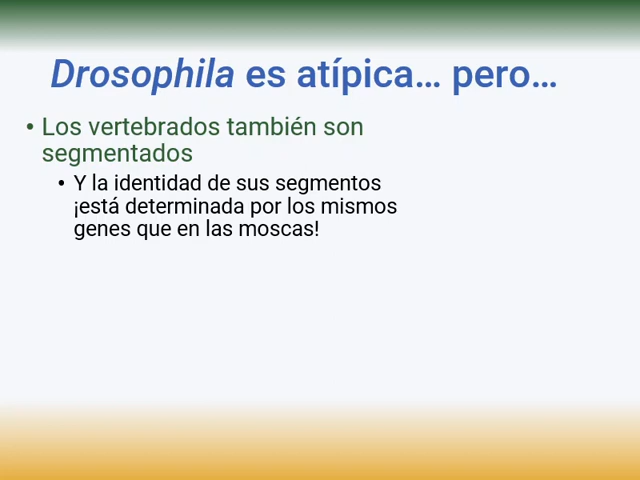 Drosophila es atípica… pero…
• Los vertebrados también son
segmentados
• Y la identidad de sus segmentos
¡está determinada por los mismos
genes que en las moscas!